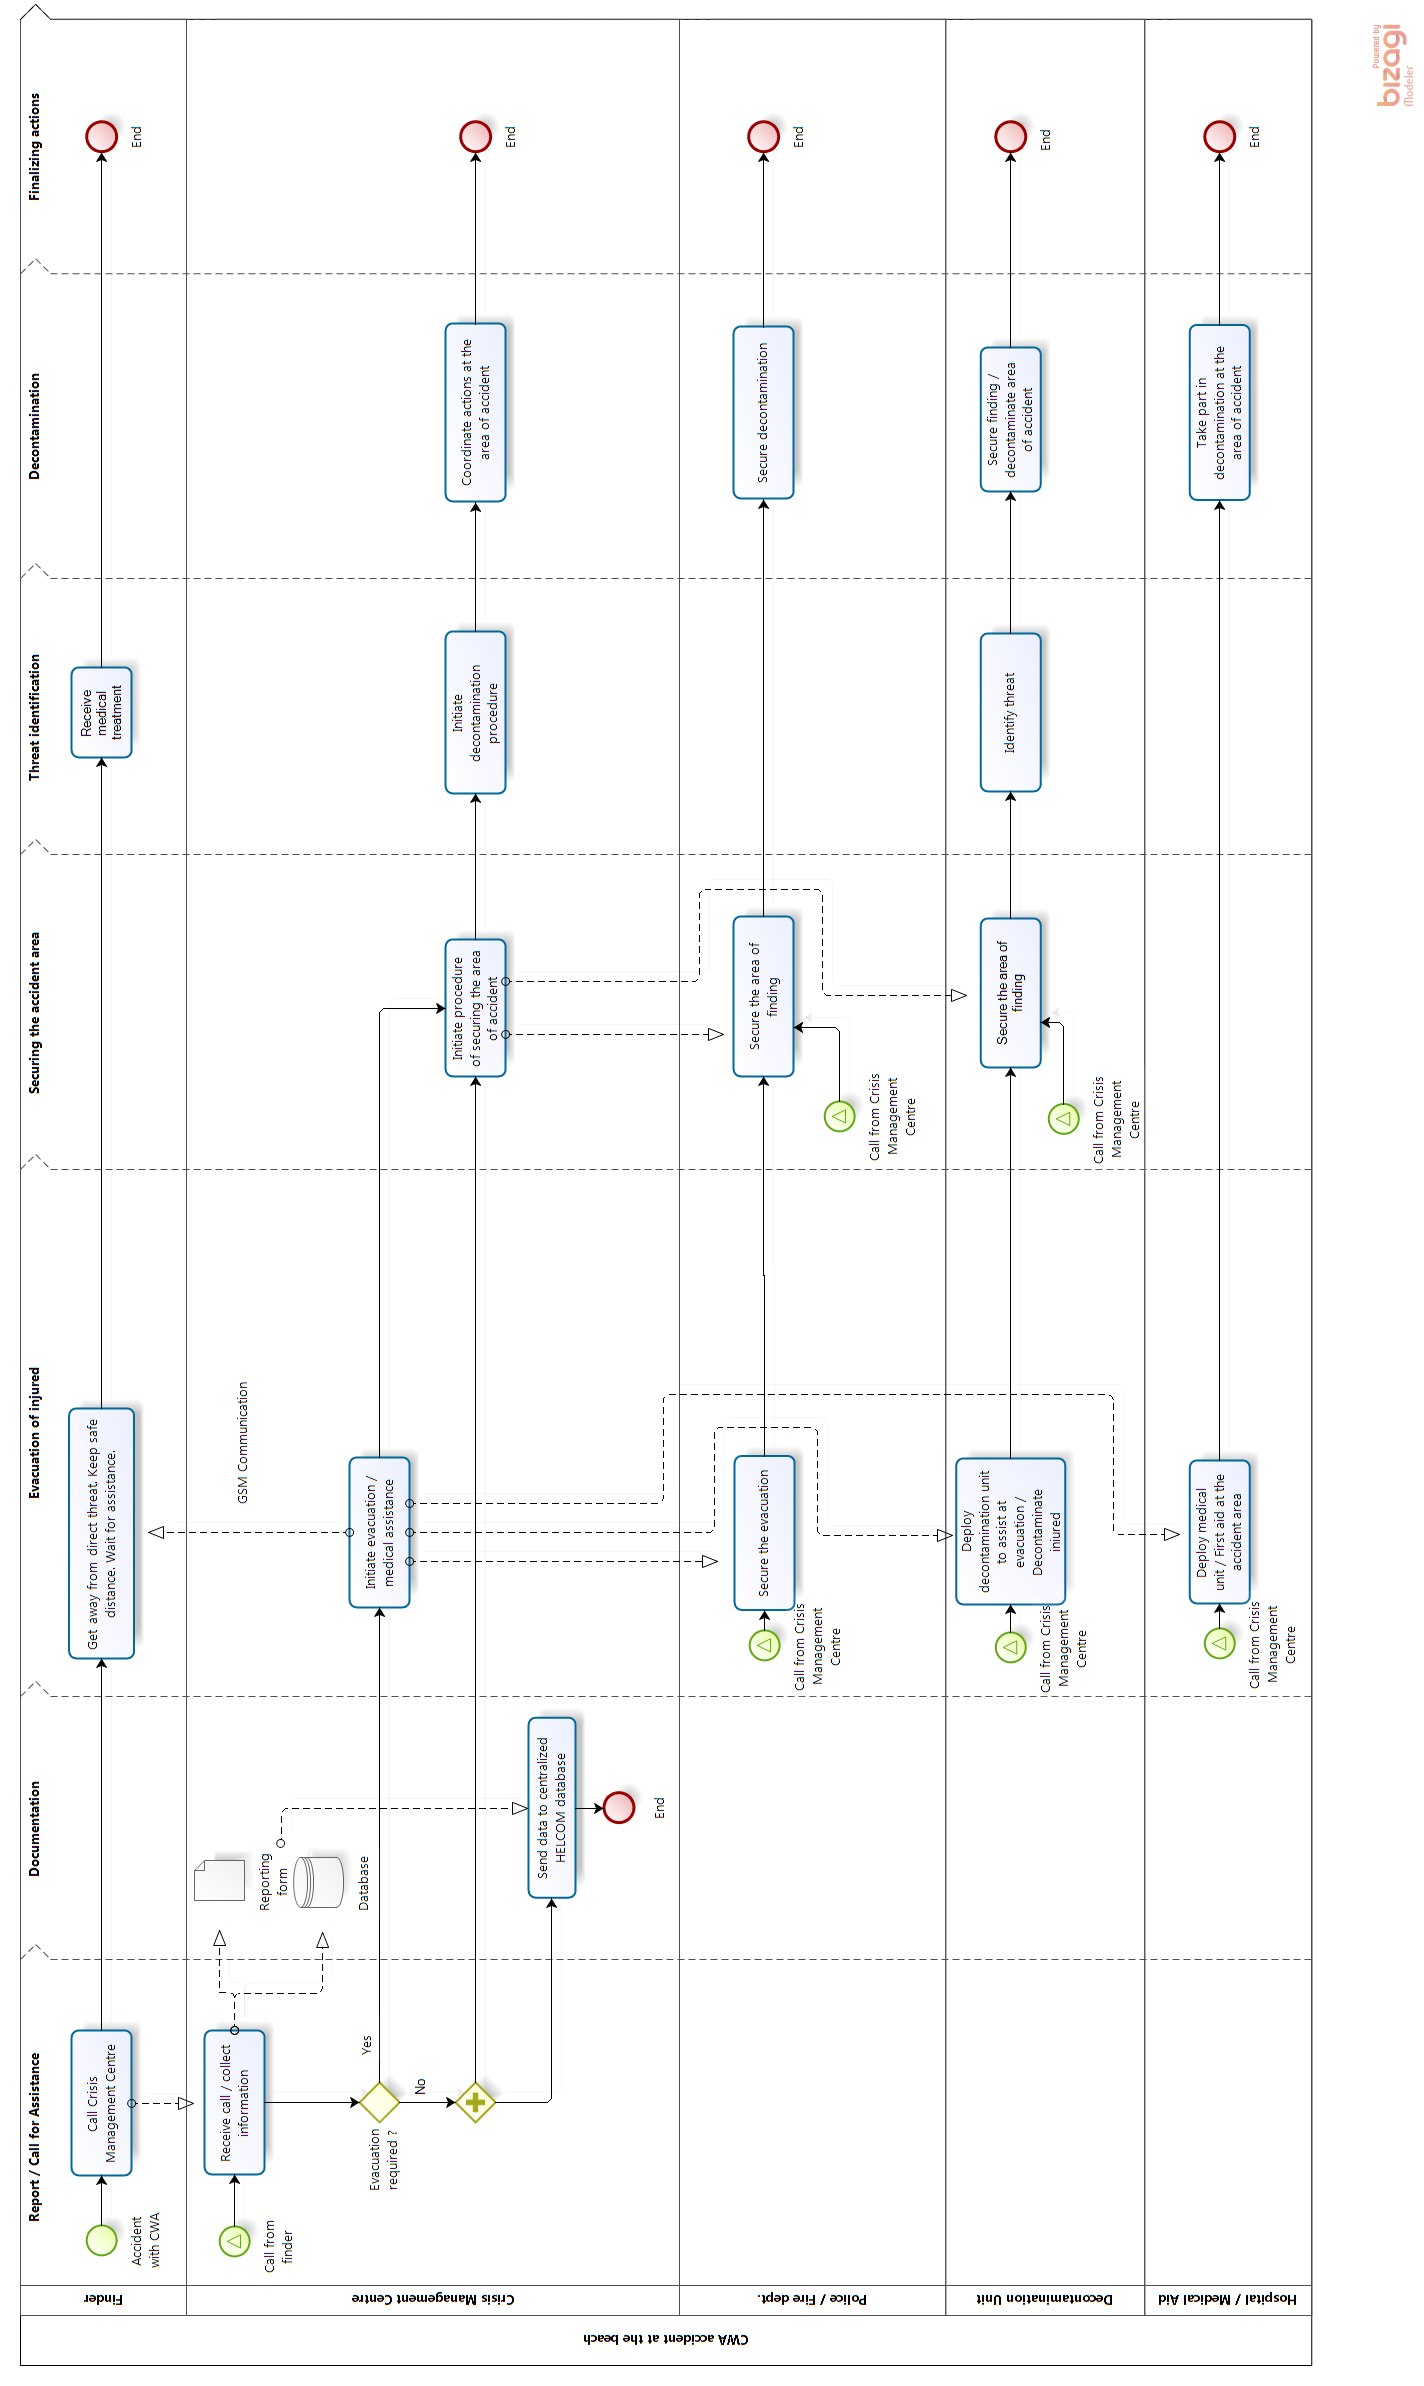 CWA accident at the beach
Report / Call for Assistance
Documentation
Evacuation of injured
Securing the accident area
Threat identification
Decontamination
Finalizing actions
Finder
Accident
with CWA
Call Crisis
Management Centre
Get away from direct threat. Keep safe
distance. Wait for assistance.
Receive
medical
treatment
End
Crisis Management Centre
Call from
finder
Receive call / collect
information
Reporting
form
Database
GSM Communication
Evacuation
required ?
Yes
No
Initiate evacuation /
medical assistance
Send data to centralized
HELCOM database
End
Initiate procedure
of securing the area
of accident
Initiate
decontamination
procedure
Coordinate actions at the
area of accident
End
Police / Fire dept.
Call from Crisis
Management
Centre
Secure the evacuation
Call from Crisis
Management
Centre
Secure the area of
finding
Secure decontamination
End
Decontamination Unit
Call from Crisis
Management
Centre
Deploy
decontamination unit
to assist at
evacuation /
Decontaminate
iniured
Call from Crisis
Management
Centre
Secure the area of
finding
Identify threat
Secure finding /
decontaminate area
of accident
End
Hospital / Medical Aid
Call from Crisis
Management
Centre
Deploy medical
unit / First aid at the
accident area
Take part in
decontamination at the
area of accident
End
Powered by
bizagi
Modeler